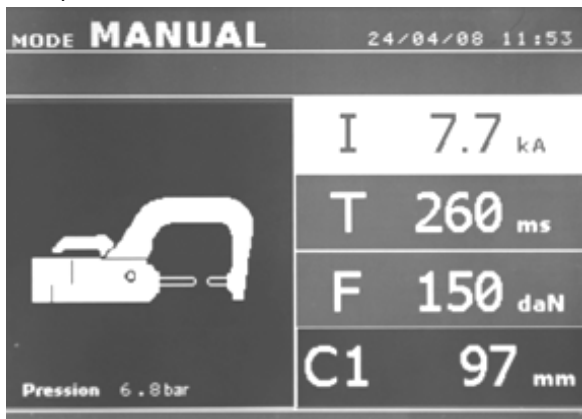 MODE MANUAL 24/04/08 11:53
I 7.7 kA
T 260 ms
F 150 daN
C1 97 mm
Pression 6.8bar